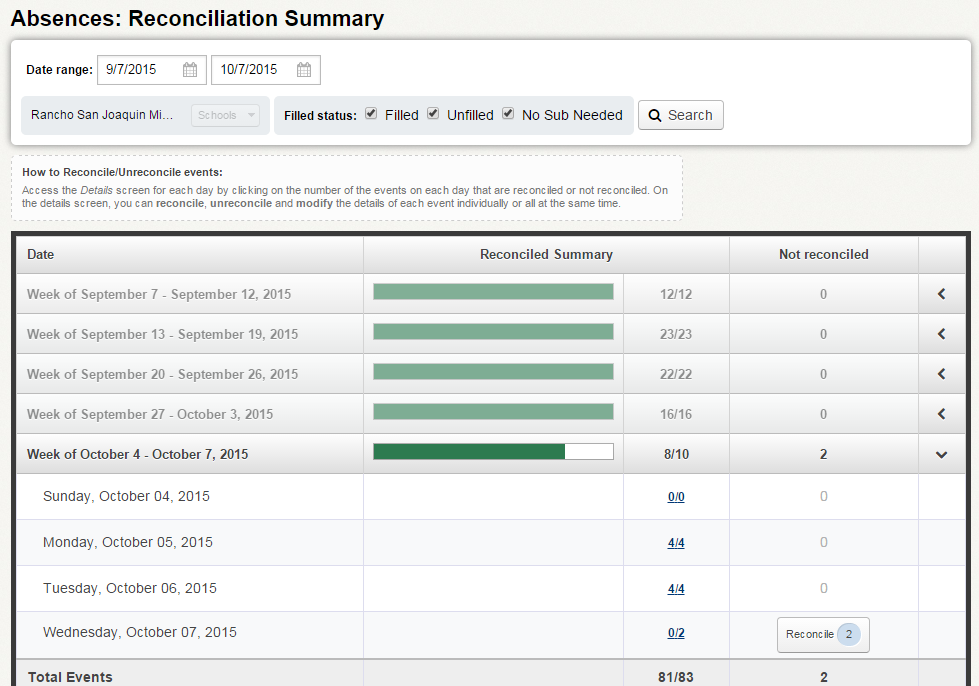 Absences: Reconciliation Summary
Date range: 9/7/2015 10/7/2015
Rancho San Joaquin Mi... Schools Filled status: Filled Unfilled No Sub Needed Search
How to Reconcile/Unreconcile events:
Access the Details screen for each day by clicking on the number of the events on each day that are reconciled or not reconciled. On
the details screen, you can reconcile, unreconcile and modify the details of each event individually or all at the same time.
Date Reconciled Summary Not reconciled
Week of September 7 - September 12, 2015 12/12 0
Week of September 13 - September 19, 2015 23/23 0
Week of September 20 - September 26, 2015 22/22 0
Week of September 27 - October 3, 2015 16/16 0
Week of October 4 - October 7, 2015 8/10 2
Sunday, October 04, 2015 0/0 0
Monday, October 05, 2015 4/4 0
Tuesday, October 06, 2015 4/4 0
Wednesday, October 07, 2015 0/2 Reconcile 2
Total Events 81/83 2